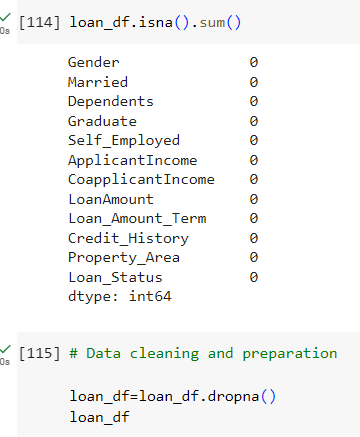 [114] loan_df.isna().sum()
0s
Gender 0
Married 0
Dependents 0
Graduate 0
Self_Employed 0
ApplicantIncome 0
CoapplicantIncome 0
LoanAmount 0
Loan_Amount_Term 0
Credit_History 0
Property_Area 0
Loan_Status 0
dtype: int64
[115] # Data cleaning and preparation
0s
loan_df=loan_df.dropna()
loan_df